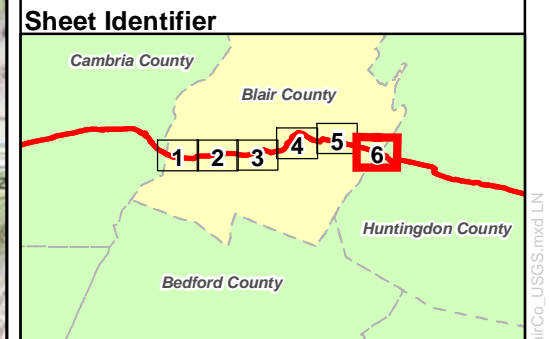 Sheet Identifier
Cambria County
Blair County
1 2 3 4 5 6
Huntingdon County
Bedford County
irCo_USGS.mxd LN